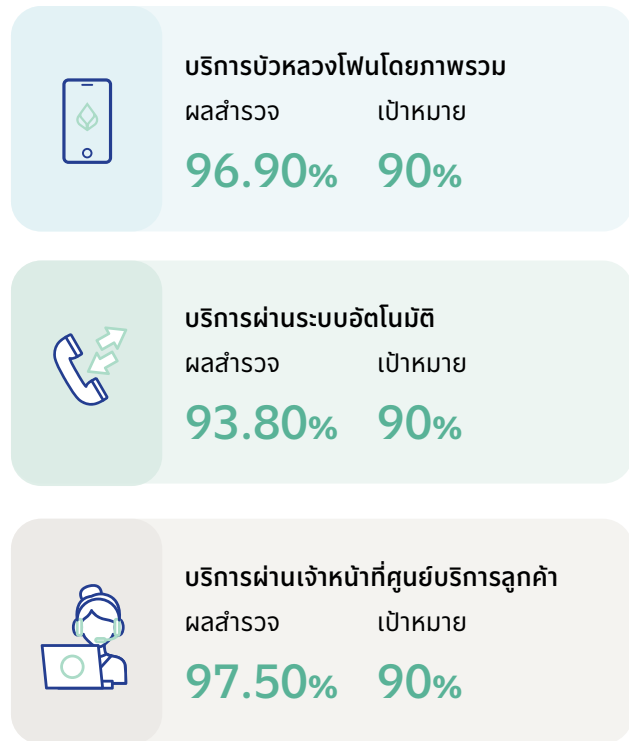 บริการบัวหลวงโฟนโดยภาพรวม
ผลสำรวจ เป้าหมาย
96.90% 90%
บริการผ่านระบบอัตโนมัติ
ผลสำรวจ เป้าหมาย
93.80% 90%
บริการผ่านเจ้าหน้าที่ศูนย์บริการลูกค้า
ผลสำรวจ เป้าหมาย
97.50% 90%